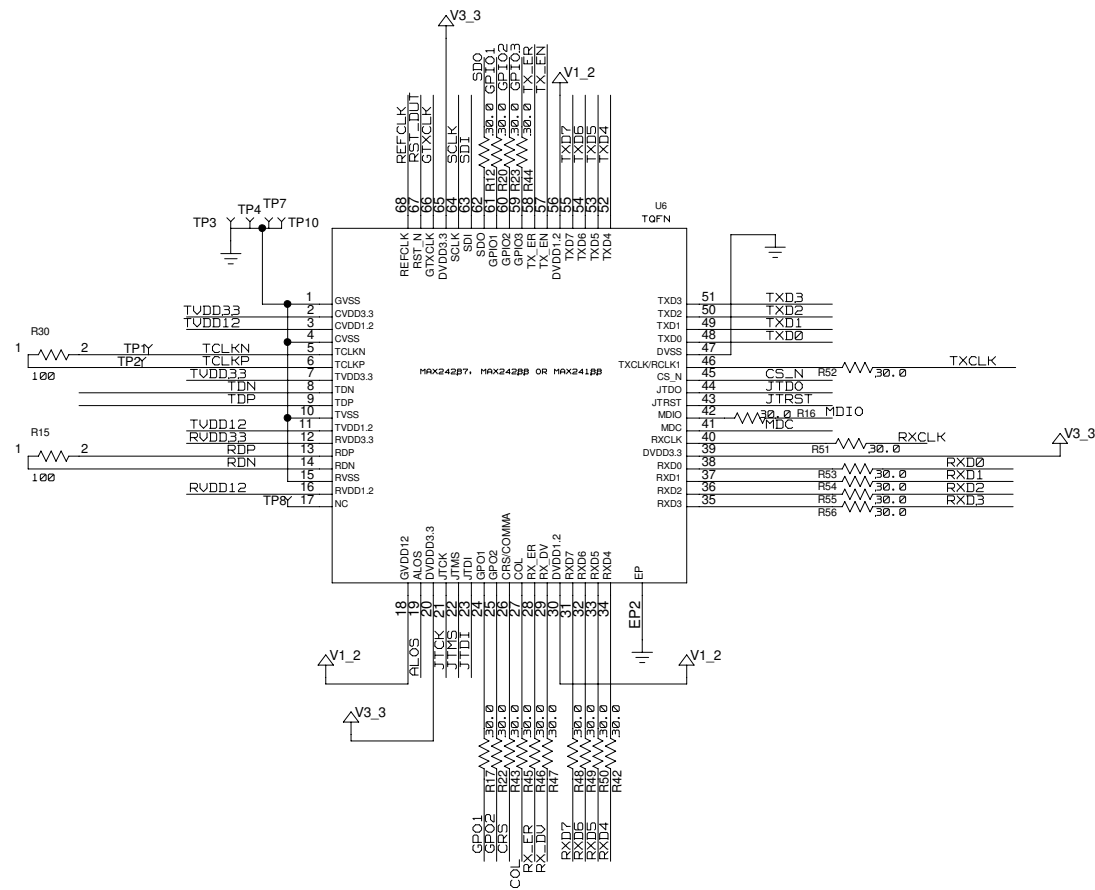 V3_3
REFCLK
RST_DUT
GTXCLK
SCLK
SDI
SDO
GPIO1
GPIO2
GPIO3
TX_ER
TX_EN
V1_2
TXD7
TXD6
TXD5
TXD4
30.0
30.0
30.0
30.0
R12
R20
R23
R44
68
67
66
65
64
63
62
61
60
59
58
57
56
55
54
53
52
U6
TQFN
REFCLK
RST_N
GTXCLK
DVDD3.3
SCLK
SDI
SDO
GPIO1
GPIO2
GPIO3
TX_ER
TX_EN
DVDD1.2
TXD7
TXD6
TXD5
TXD4
TP3
TP4
TP7
TP10
1 GVSS
TVDD33 2 CVDD3.3
TVDD12 3 CVDD1.2
4 CVSS
R30
1 2 TP1 TCLKN 5 TCLKN
TP2 TCLKP 6 TCLKP
100
TVDD33 7 TVDD3.3
TDN 8 TDN
TDP 9 TDP
10 TVSS
TVDD12 11 TVDD1.2
RVDD33 12 RVDD3.3
R15
1 2 RDP 13 RDP
RDN 14 RDN
100
15 RVSS
RVDD12 16 RVDD1.2
TP8 17 NC
MAX24287, MAX24288 OR MAX24188
TXD3 51 TXD3
TXD2 50 TXD2
TXD1 49 TXD1
TXD0 48 TXD0
DVSS 47
TXCLK/RCLK1 46 R52 30.0 TXCLK
CS_N 45 CS_N
JTDO 44 JTDO
JTRST 43 JTRST
MDIO 42 30.0 R16 MDIO
MDC 41 MDC
RXCLK 40 R51 30.0 RXCLK
DVDD3.3 39 V3_3
RXD0 38 R53 30.0 RXD0
RXD1 37 R54 30.0 RXD1
RXD2 36 R55 30.0 RXD2
RXD3 35 R56 30.0 RXD3
GVDD12
ALOS
DVDD3.3
JTCK
JTMS
JTDI
GPO1
GPO2
CRS/COMMA
COL
RX_ER
RX_DV
DVDD1.2
RXD7
RXD6
RXD5
RXD4
EP
18
19
20
21
22
23
24
25
26
27
28
29
30
31
32
33
34
EP2
ALOS
JTCK
JTMS
JTDI
V1_2
V1_2
V3_3
30.0
30.0
30.0
30.0
30.0
30.0
30.0
30.0
30.0
30.0
R17
R22
R43
R45
R46
R47
R48
R49
R50
R42
GPO1
GPO2
CRS
COL
RX_ER
RX_DV
RXD7
RXD6
RXD5
RXD4